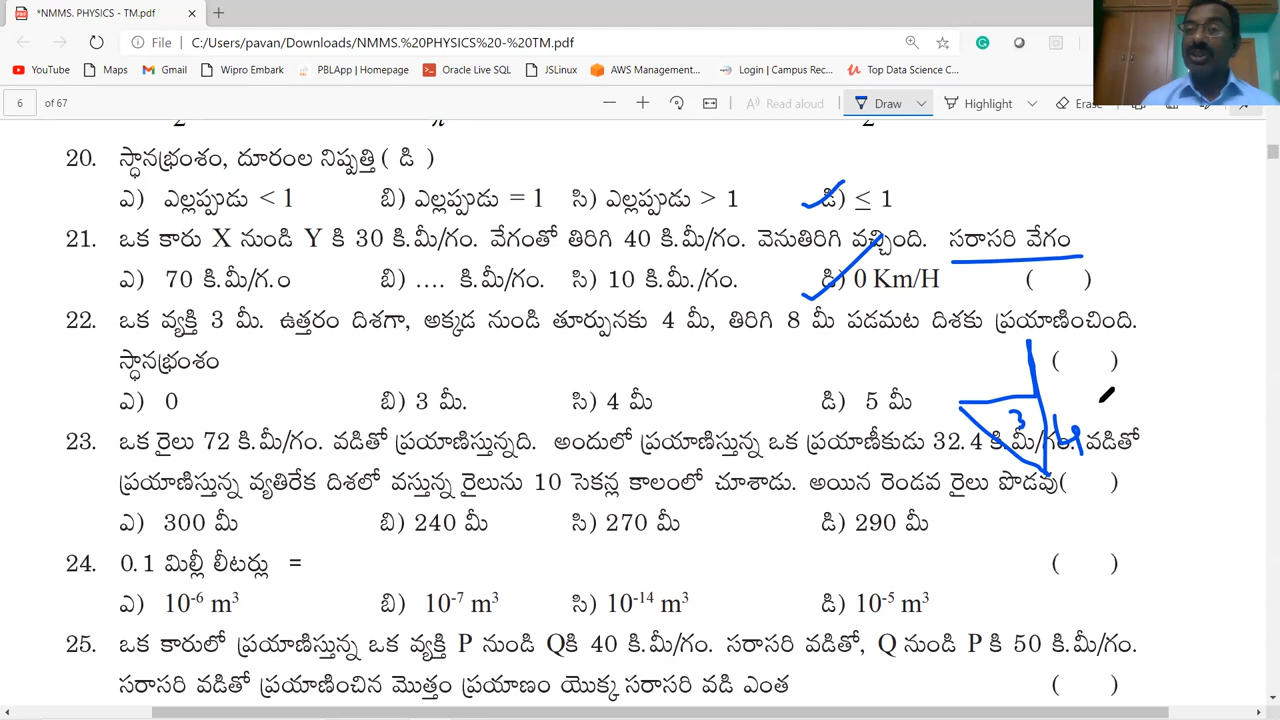 *NMMS. PHYSICS - TM.pdf
File C:/Users/pavan/Downloads/NMMS.%20PHYSICS%20-%20TM.pdf
YouTube Maps Gmail Wipro Embark PBLApp | Homepage Oracle Live SQL JSLinux AWS Management... Login | Campus Rec... Top Data Science C...
6 of 67 Read aloud Draw Highlight Erase
2 π 2
20. స్థానభ్రంశం, దూరంల నిష్పత్తి ( డి )
ఎ) ఎల్లప్పుడు < 1 బి) ఎల్లప్పుడు = 1 సి) ఎల్లప్పుడు > 1 డి) ≤ 1
21. ఒక కారు X నుండి Y కి 30 కి.మీ/గం. వేగంతో తిరిగి 40 కి.మీ/గం. వెనుతిరిగి వచ్చింది. సరాసరి వేగం
ఎ) 70 కి.మీ/గ.ం బి) .... కి.మీ/గం. సి) 10 కి.మీ./గం. డి) 0 Km/H ( )
22. ఒక వ్యక్తి 3 మీ. ఉత్తరం దిశగా, అక్కడ నుండి తూర్పునకు 4 మీ, తిరిగి 8 మీ పడమట దిశకు ప్రయాణించింది.
స్థానభ్రంశం ( )
ఎ) 0 బి) 3 మీ. సి) 4 మీ డి) 5 మీ
3 4
23. ఒక రైలు 72 కి.మీ/గం. వడితో ప్రయాణిస్తున్నది. అందులో ప్రయాణిస్తున్న ఒక ప్రయాణీకుడు 32.4 కి.మీ/గం. వడితో
ప్రయాణిస్తున్న వ్యతిరేక దిశలో వస్తున్న రైలును 10 సెకన్ల కాలంలో చూశాడు. అయిన రెండవ రైలు పొడవు( )
ఎ) 300 మీ బి) 240 మీ సి) 270 మీ డి) 290 మీ
24. 0.1 మిల్లీ లీటర్లు = ( )
ఎ) 10-6 m3 బి) 10-7 m3 సి) 10-14 m3 డి) 10-5 m3
25. ఒక కారులో ప్రయాణిస్తున్న ఒక వ్యక్తి P నుండి Qకి 40 కి.మీ/గం. సరాసరి వడితో, Q నుండి P కి 50 కి.మీ/గం.
సరాసరి వడితో ప్రయాణించిన మొత్తం ప్రయాణం యొక్క సరాసరి వడి ఎంత ( )